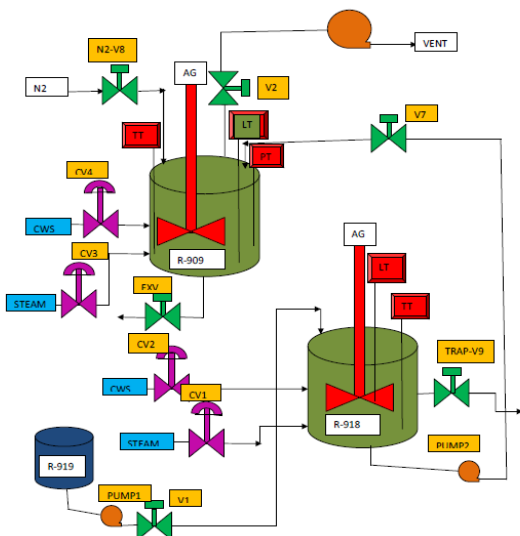 N2-V8
AG
VENT
N2
V2
LT
V7
TT
PT
CV4
CWS
AG
CV3
R-909
LT
EXV
STEAM
TT
CV2
TRAP-V9
CWS
CV1
R-918
STEAM
PUMP2
R-919
PUMP1
V1